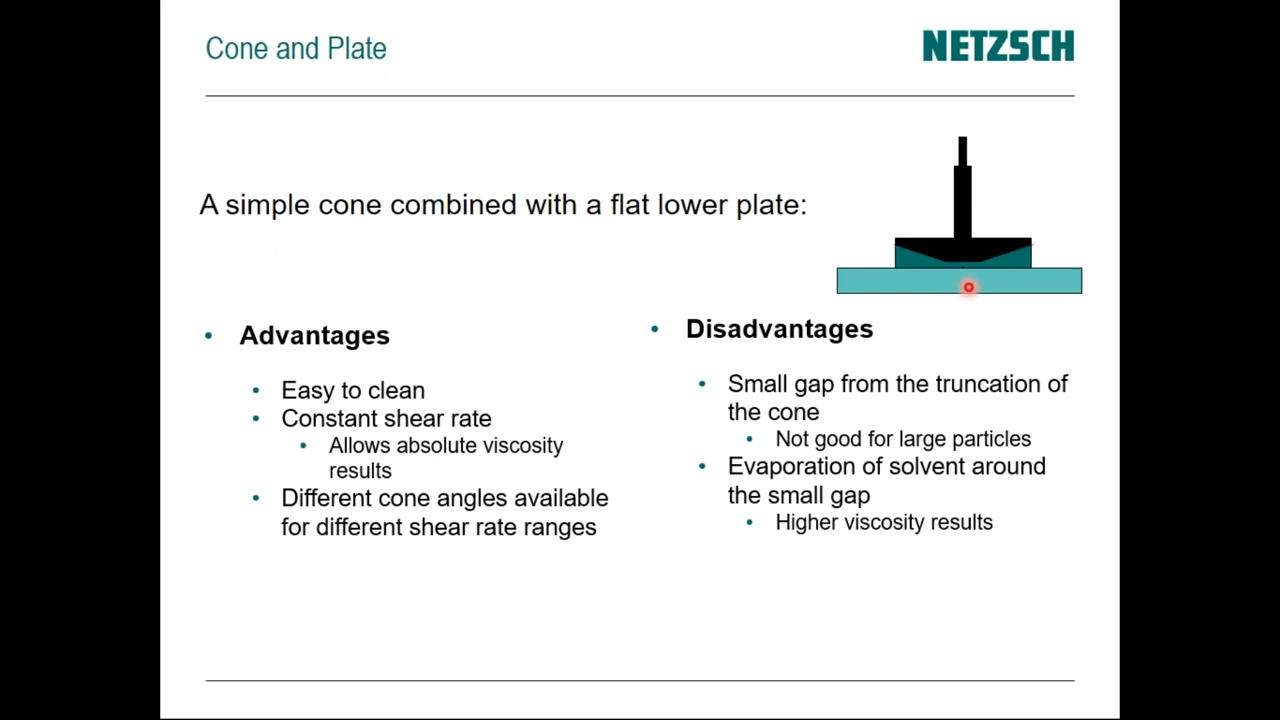 Cone and Plate
NETZSCH
A simple cone combined with a flat lower plate:
• Advantages
• Easy to clean
• Constant shear rate
• Allows absolute viscosity
results
• Different cone angles available
for different shear rate ranges
• Disadvantages
• Small gap from the truncation of
the cone
• Not good for large particles
• Evaporation of solvent around
the small gap
• Higher viscosity results